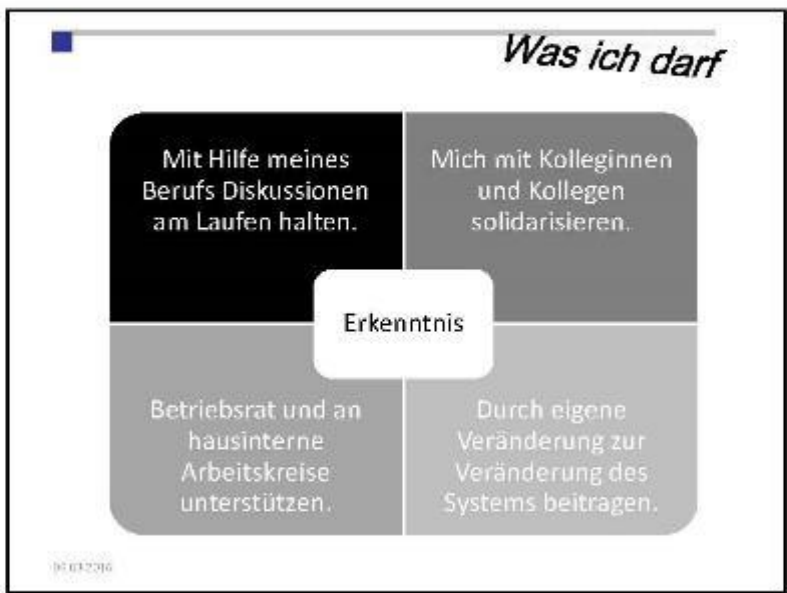 Was ich darf
Mit Hilfe meines
Berufs Diskussionen
am Laufen halten.
Mich mit Kolleginnen
und Kollegen
solidarisieren.
Erkenntnis
Betriebsrat und an
hausinterne
Arbeitskreise
unterstützen.
Durch eigene
Veränderung zur
Veränderung des
Systems beitragen.